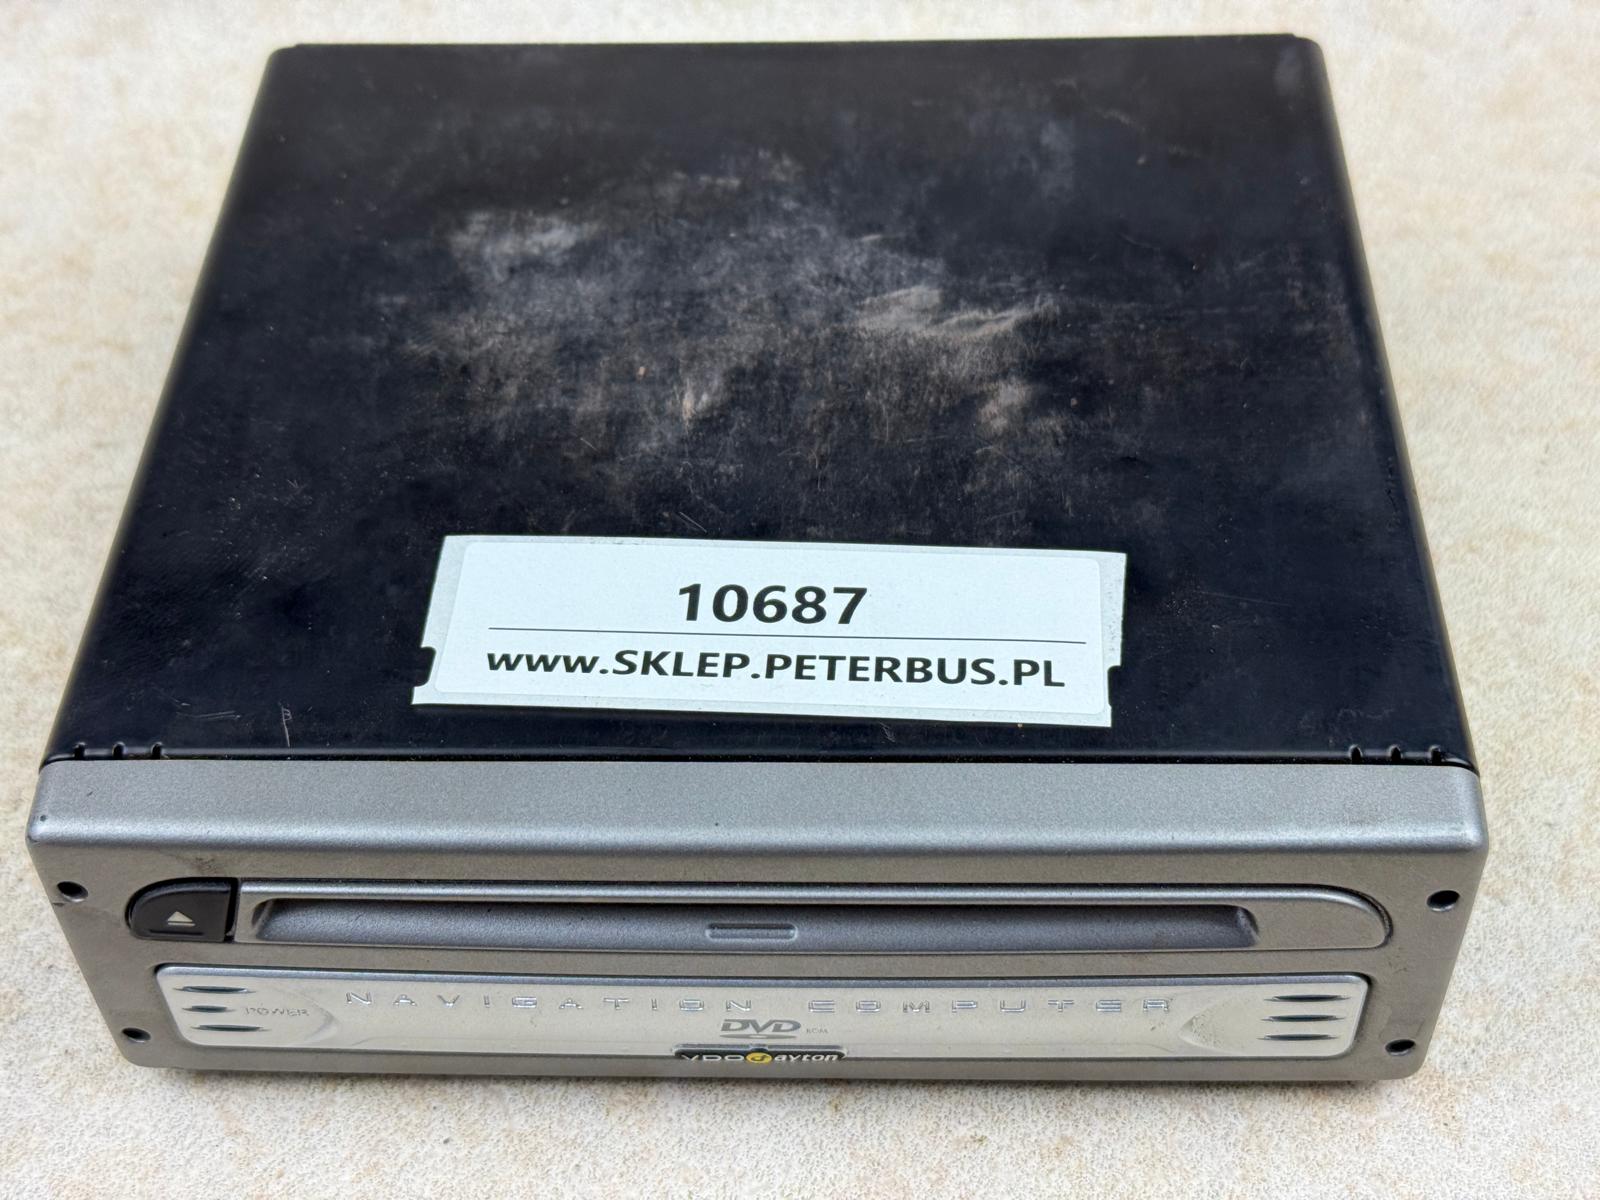 10687
www.SKLEP.PETERBUS.PL
NAVIGATION COMPUTER
POWER
DVD ROM
VDO dayton